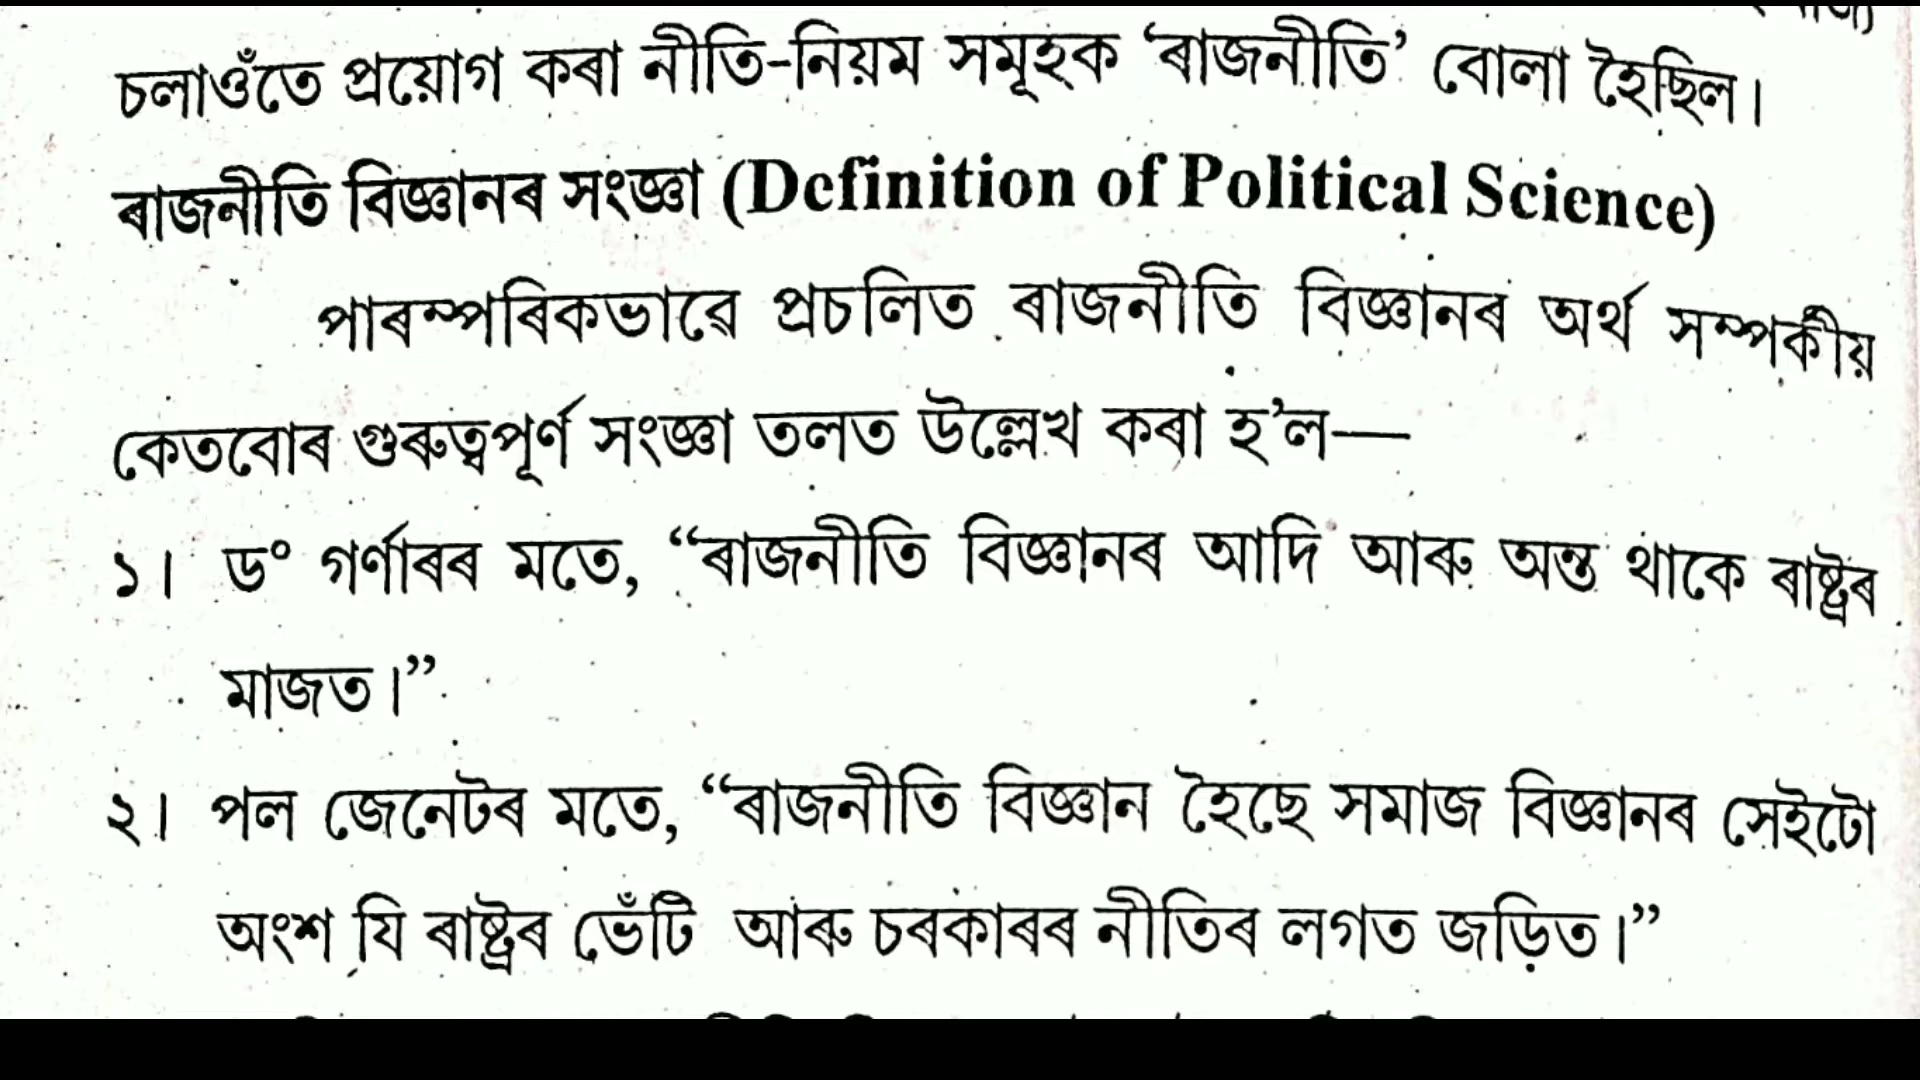 চলাওঁতে প্ৰয়োগ কৰা নীতি-নিয়ম সমূহক ‘ৰাজনীতি’ বোলা হৈছিল।
ৰাজনীতি বিজ্ঞানৰ সংজ্ঞা (Definition of Political Science)
পাৰম্পৰিকভাৱে প্ৰচলিত ৰাজনীতি বিজ্ঞানৰ অৰ্থ সম্পৰ্কীয়
কেতবোৰ গুৰুত্বপূৰ্ণ সংজ্ঞা তলত উল্লেখ কৰা হ’ল—
১। ড° গৰ্ণাৰৰ মতে, “ৰাজনীতি বিজ্ঞানৰ আদি আৰু অন্ত থাকে ৰাষ্ট্ৰৰ
মাজত।”
২। পল জেনেটৰ মতে, “ৰাজনীতি বিজ্ঞান হৈছে সমাজ বিজ্ঞানৰ সেইটো
অংশ যি ৰাষ্ট্ৰৰ ভেঁটি আৰু চৰকাৰৰ নীতিৰ লগত জড়িত।”